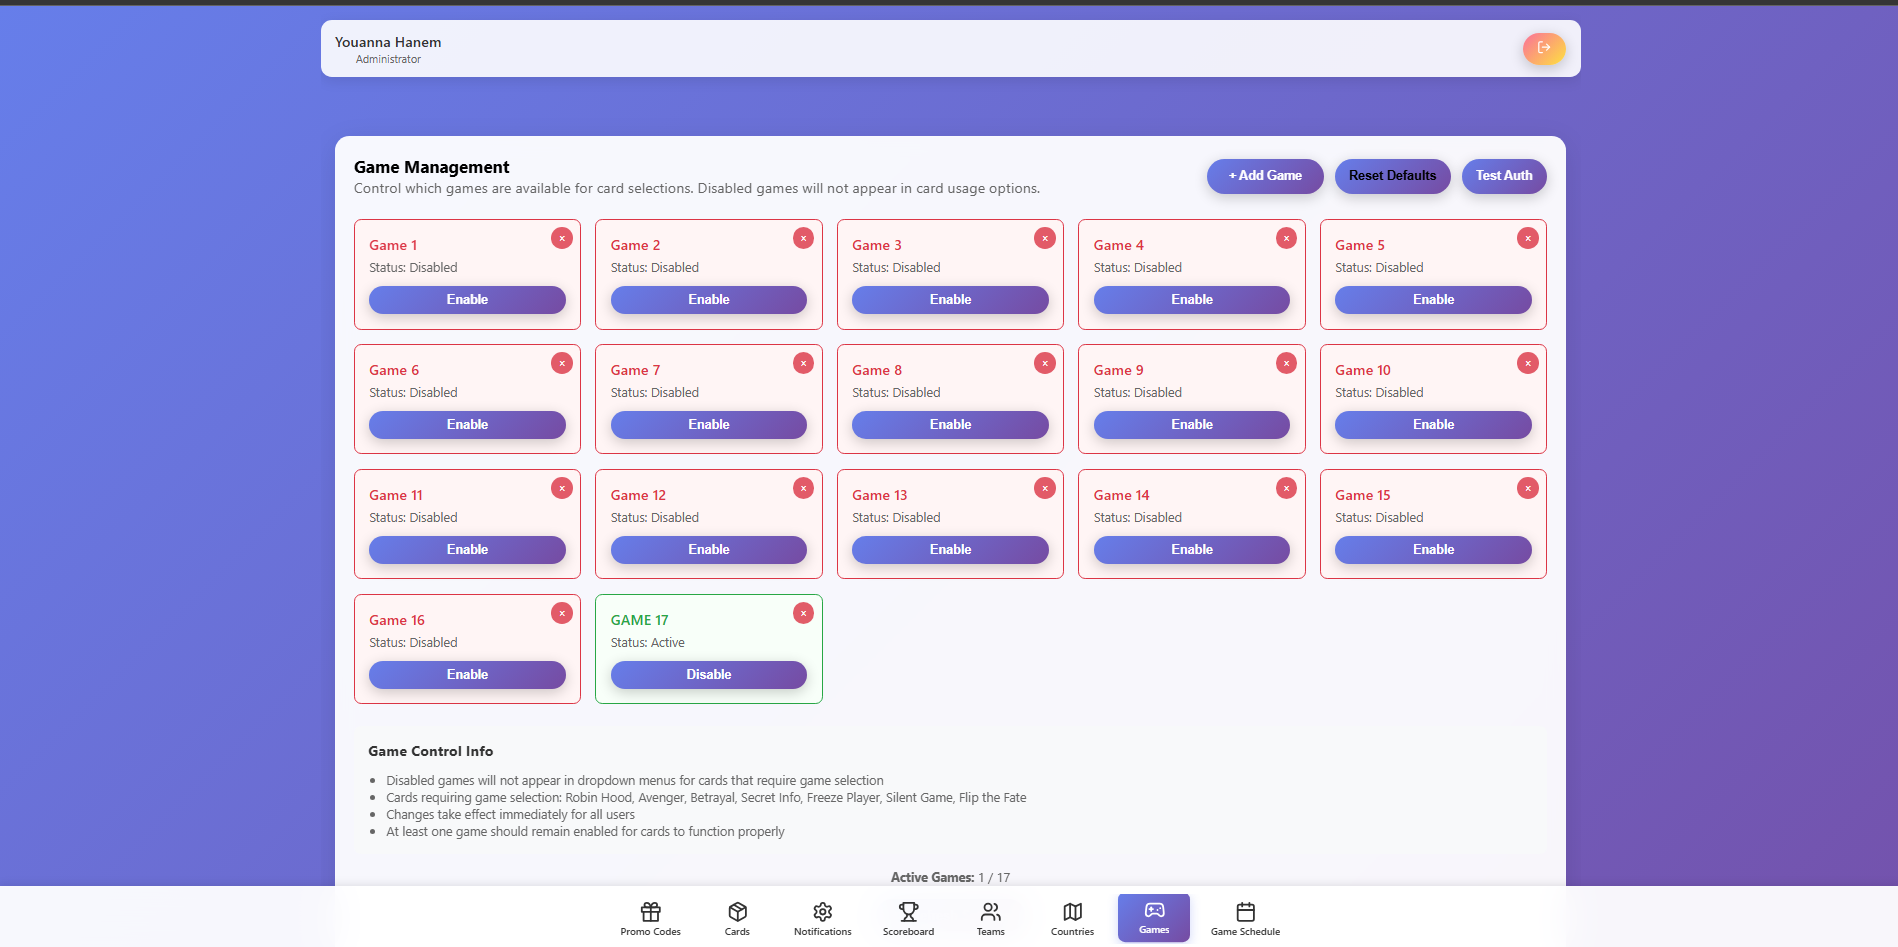 Youanna Hanem
Administrator
Game Management
Control which games are available for card selections. Disabled games will not appear in card usage options.
+ Add Game
Reset Defaults
Test Auth
Game 1
×
Status: Disabled
Enable
Game 2
×
Status: Disabled
Enable
Game 3
×
Status: Disabled
Enable
Game 4
×
Status: Disabled
Enable
Game 5
×
Status: Disabled
Enable
Game 6
×
Status: Disabled
Enable
Game 7
×
Status: Disabled
Enable
Game 8
×
Status: Disabled
Enable
Game 9
×
Status: Disabled
Enable
Game 10
×
Status: Disabled
Enable
Game 11
×
Status: Disabled
Enable
Game 12
×
Status: Disabled
Enable
Game 13
×
Status: Disabled
Enable
Game 14
×
Status: Disabled
Enable
Game 15
×
Status: Disabled
Enable
Game 16
×
Status: Disabled
Enable
GAME 17
×
Status: Active
Disable
Game Control Info
• Disabled games will not appear in dropdown menus for cards that require game selection
• Cards requiring game selection: Robin Hood, Avenger, Betrayal, Secret Info, Freeze Player, Silent Game, Flip the Fate
• Changes take effect immediately for all users
• At least one game should remain enabled for cards to function properly
Active Games: 1 / 17
Promo Codes
Cards
Notifications
Scoreboard
Teams
Countries
Games
Game Schedule